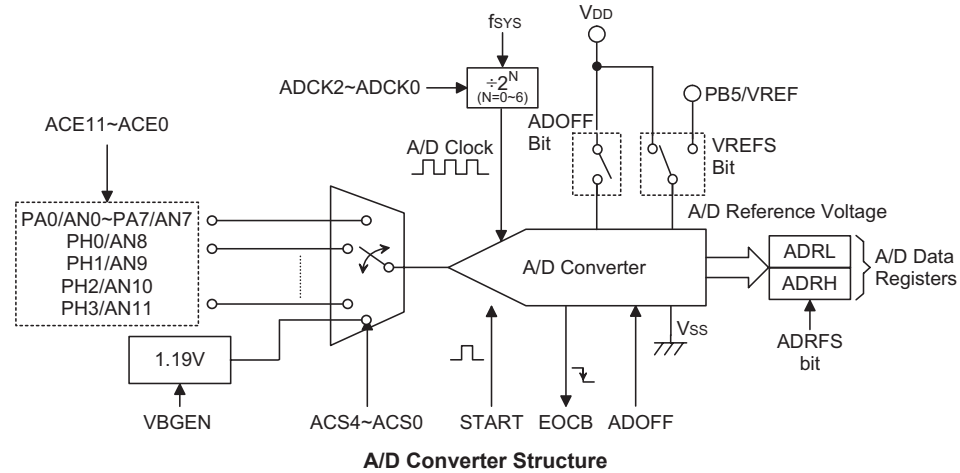 fSYS
VDD
ADCK2~ADCK0
÷2^N
(N=0~6)
PB5/VREF
ACE11~ACE0
ADOFF
Bit
VREFS
Bit
A/D Clock
PA0/AN0~PA7/AN7
PH0/AN8
PH1/AN9
PH2/AN10
PH3/AN11
A/D Reference Voltage
A/D Converter
ADRL
ADRH
A/D Data
Registers
VSS
ADRFS
bit
1.19V
VBGEN
ACS4~ACS0
START
EOCB
ADOFF
A/D Converter Structure